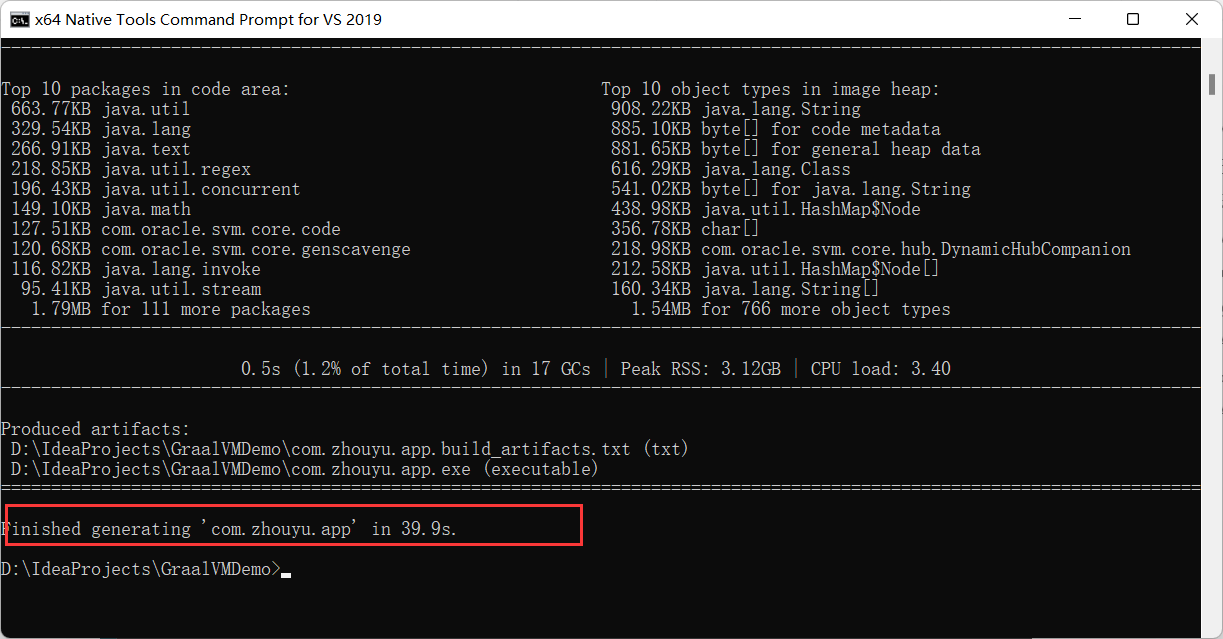 x64 Native Tools Command Prompt for VS 2019
Top 10 packages in code area: Top 10 object types in image heap:
663.77KB java.util 908.22KB java.lang.String
329.54KB java.lang 885.10KB byte[] for code metadata
266.91KB java.text 881.65KB byte[] for general heap data
218.85KB java.util.regex 616.29KB java.lang.Class
196.43KB java.util.concurrent 541.02KB byte[] for java.lang.String
149.10KB java.math 438.98KB java.util.HashMap$Node
127.51KB com.oracle.svm.core.code 356.78KB char[]
120.68KB com.oracle.svm.core.genscavenge 218.98KB com.oracle.svm.core.hub.DynamicHubCompanion
116.82KB java.lang.invoke 212.58KB java.util.HashMap$Node[]
95.41KB java.util.stream 160.34KB java.lang.String[]
1.79MB for 111 more packages 1.54MB for 766 more object types
0.5s (1.2% of total time) in 17 GCs | Peak RSS: 3.12GB | CPU load: 3.40
Produced artifacts:
D:\IdeaProjects\GraalVMDemo\com.zhouyu.app.build_artifacts.txt (txt)
D:\IdeaProjects\GraalVMDemo\com.zhouyu.app.exe (executable)
Finished generating 'com.zhouyu.app' in 39.9s.
D:\IdeaProjects\GraalVMDemo>